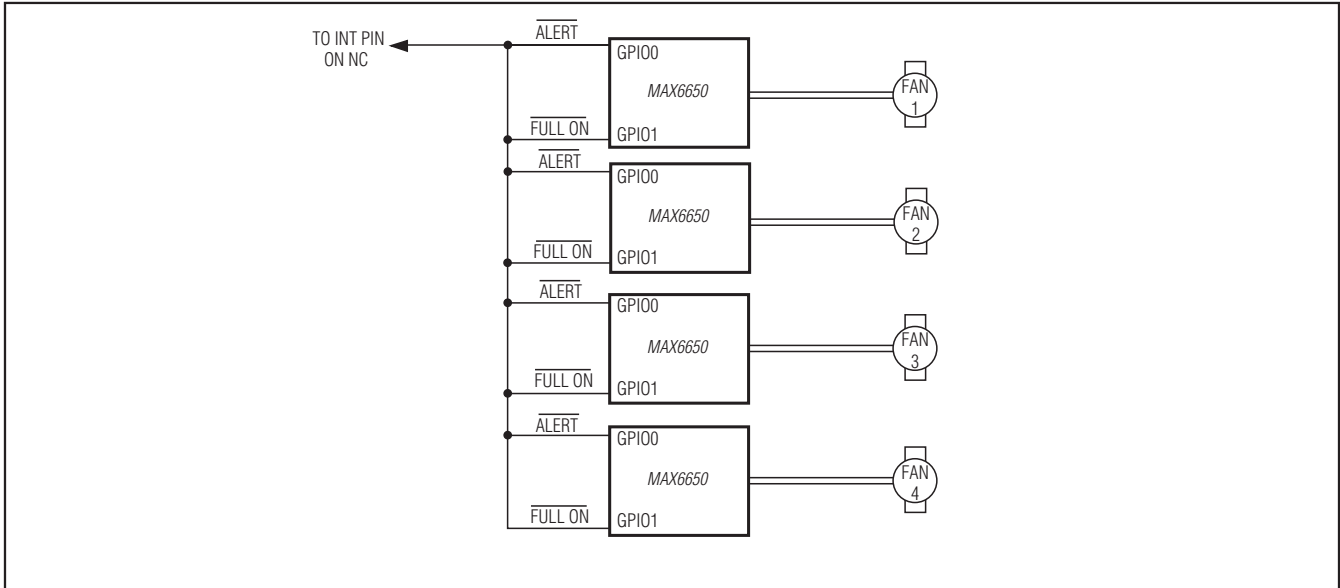 TO INT PIN
ON NC
ALERT
GPIO0
MAX6650
FULL ON
GPIO1
FAN
1
ALERT
GPIO0
MAX6650
FULL ON
GPIO1
FAN
2
ALERT
GPIO0
MAX6650
FULL ON
GPIO1
FAN
3
ALERT
GPIO0
MAX6650
FULL ON
GPIO1
FAN
4